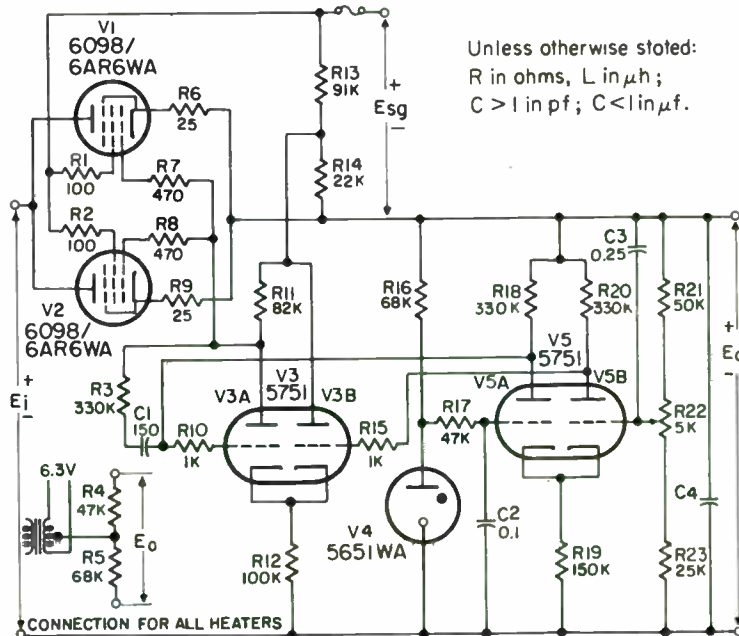 V1
6098/
6AR6WA
R6
25
R1
100
R7
470
R2
100
R8
470
R9
25
V2
6098/
6AR6WA
R13
91K
+
Esg
−
R14
22K
Unless otherwise stoted:
R in ohms, L in μh;
C > 1 in pf; C < 1 in μf.
R11
82K
R16
68K
R18
330K
R20
330K
C3
0.25
R21
50K
V5
5751
V5A
V5B
+
Ei
−
R3
330K
C1
150
R10
1K
V3A
V3
5751
V3B
R15
1K
R17
47K
R22
5K
+
Eo
−
6.3V
R4
47K
R5
68K
Eo
R12
100K
V4
5651WA
C2
0.1
R19
150K
R23
25K
C4
CONNECTION FOR ALL HEATERS